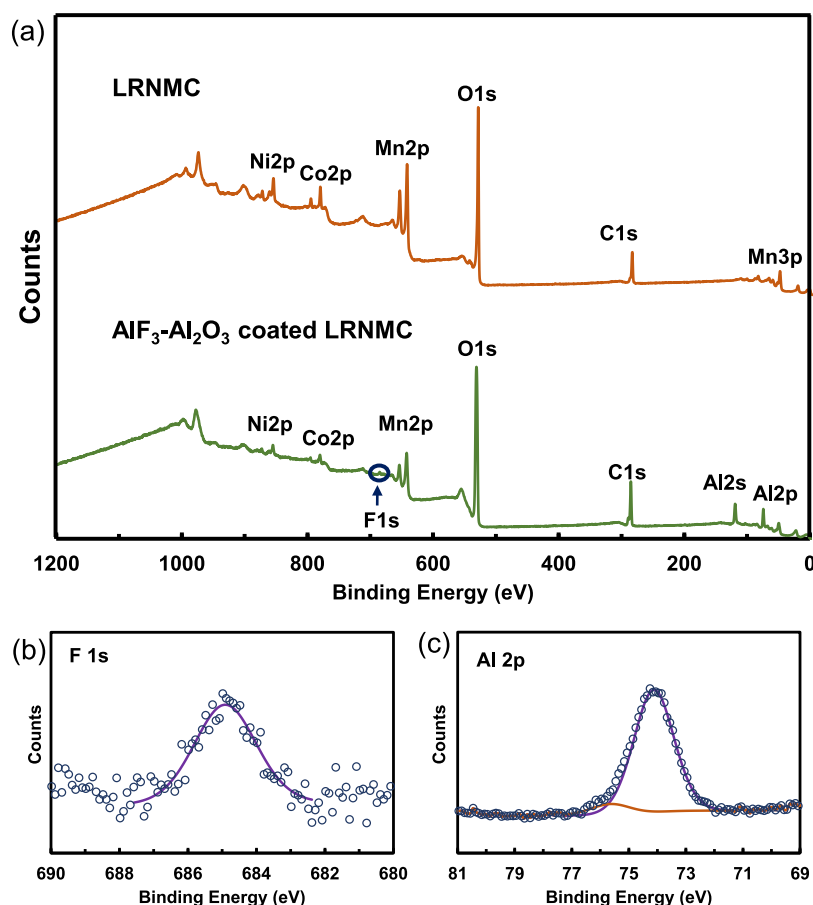 (a)
LRNMC
O1s
Ni2p
Co2p
Mn2p
C1s
Mn3p
Counts
AlF₃-Al₂O₃ coated LRNMC
O1s
Ni2p
Co2p
Mn2p
F1s
C1s
Al2s
Al2p
1200 1000 800 600 400 200 0
Binding Energy (eV)
(b)
F 1s
Counts
690 688 686 684 682 680
Binding Energy (eV)
(c)
Al 2p
Counts
81 79 77 75 73 71 69
Binding Energy (eV)